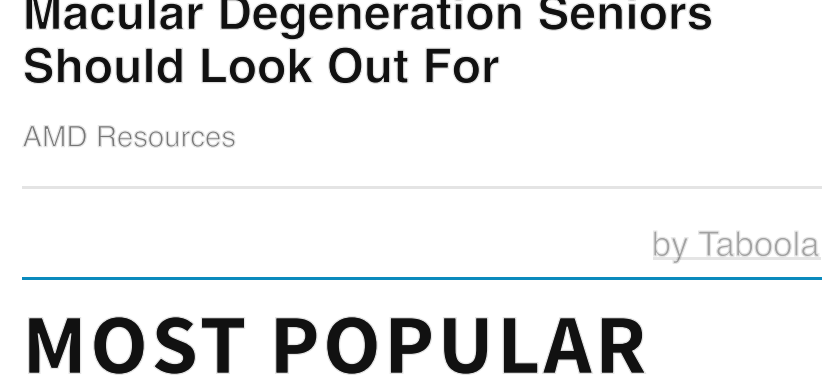 Macular Degeneration Seniors
Should Look Out For
AMD Resources
by Taboola
MOST POPULAR